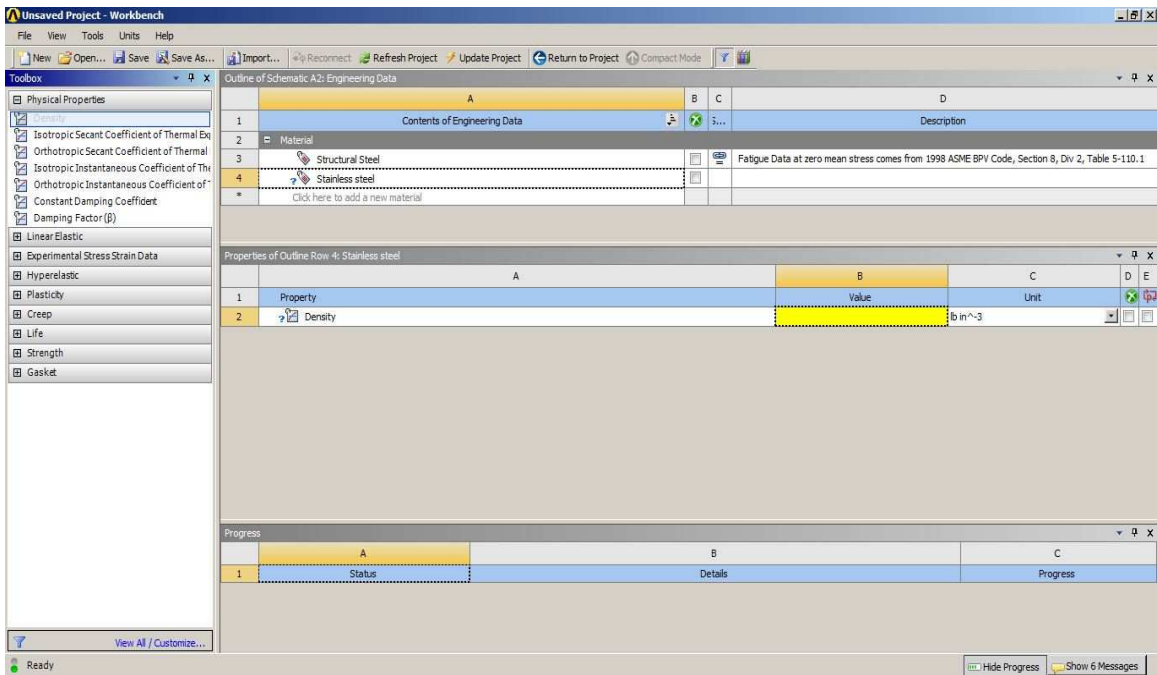 Unsaved Project - Workbench
File View Tools Units Help
New Open... Save Save As... Import... Reconnect Refresh Project Update Project Return to Project Compact Mode
Toolbox
Physical Properties
Density
Isotropic Secant Coefficient of Thermal Exp
Orthotropic Secant Coefficient of Thermal
Isotropic Instantaneous Coefficient of The
Orthotropic Instantaneous Coefficient of
Constant Damping Coefficient
Damping Factor (β)
Linear Elastic
Experimental Stress Strain Data
Hyperelastic
Plasticity
Creep
Life
Strength
Gasket
View All / Customize...
Outline of Schematic A2: Engineering Data
A B C D
1 Contents of Engineering Data Description
2 Material
3 Structural Steel Fatigue Data at zero mean stress comes from 1998 ASME BPV Code, Section 8, Div 2, Table 5-110.1
4 ? Stainless steel
* Click here to add a new material
Properties of Outline Row 4: Stainless steel
A B C D E
1 Property Value Unit
2 ? Density lb in^-3
Progress
A B C
1 Status Details Progress
Ready Hide Progress Show 6 Messages